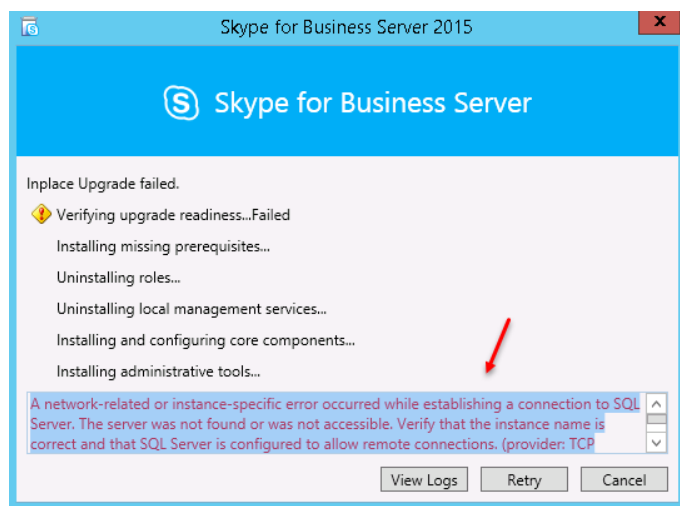 Skype for Business Server 2015
x
S Skype for Business Server
Inplace Upgrade failed.
Verifying upgrade readiness...Failed
Installing missing prerequisites...
Uninstalling roles...
Uninstalling local management services...
Installing and configuring core components...
Installing administrative tools...
A network-related or instance-specific error occurred while establishing a connection to SQL
Server. The server was not found or was not accessible. Verify that the instance name is
correct and that SQL Server is configured to allow remote connections. (provider: TCP
View Logs Retry Cancel